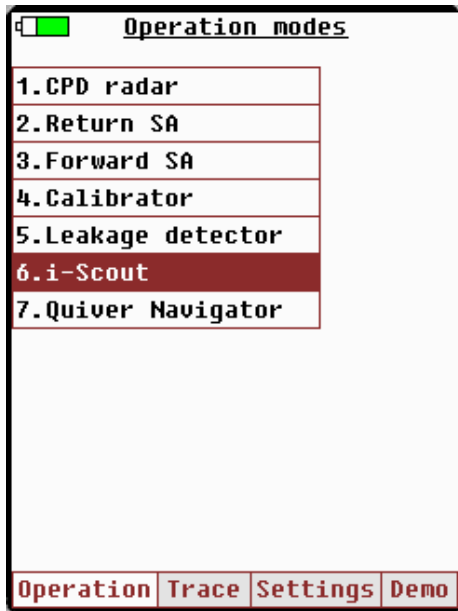 Operation modes
1.CPD radar
2.Return SA
3.Forward SA
4.Calibrator
5.Leakage detector
6.i-Scout
7.Quiver Navigator
Operation Trace Settings Demo